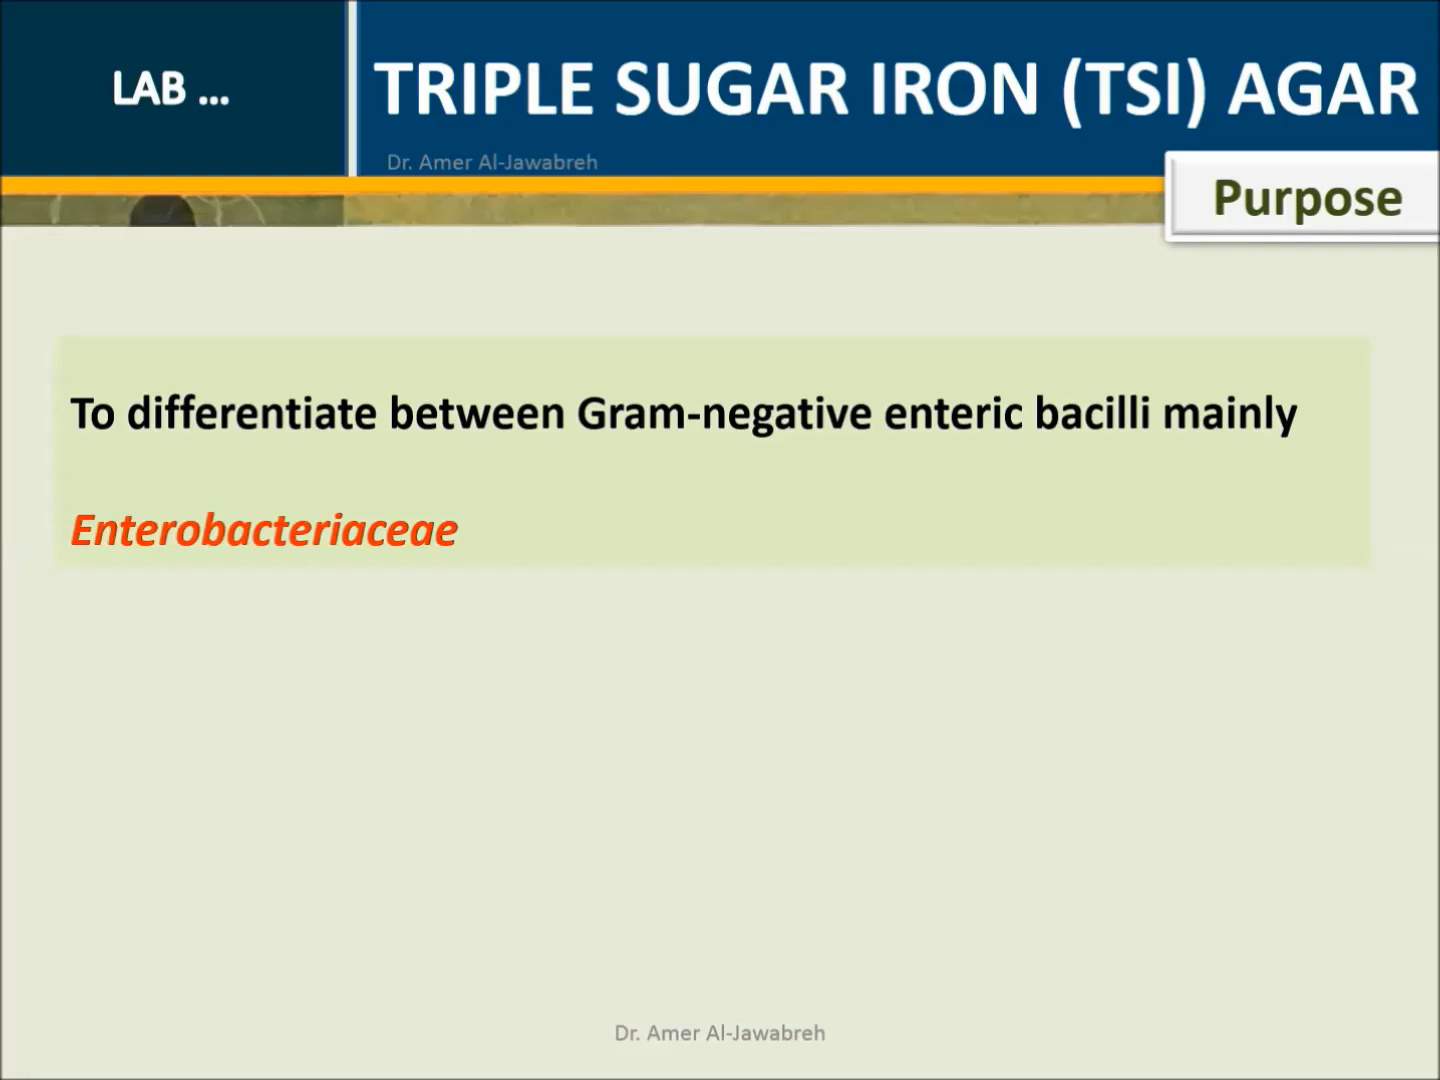 LAB ...
TRIPLE SUGAR IRON (TSI) AGAR
Dr. Amer Al-Jawabreh
Purpose
To differentiate between Gram-negative enteric bacilli mainly
Enterobacteriaceae
Dr. Amer Al-Jawabreh